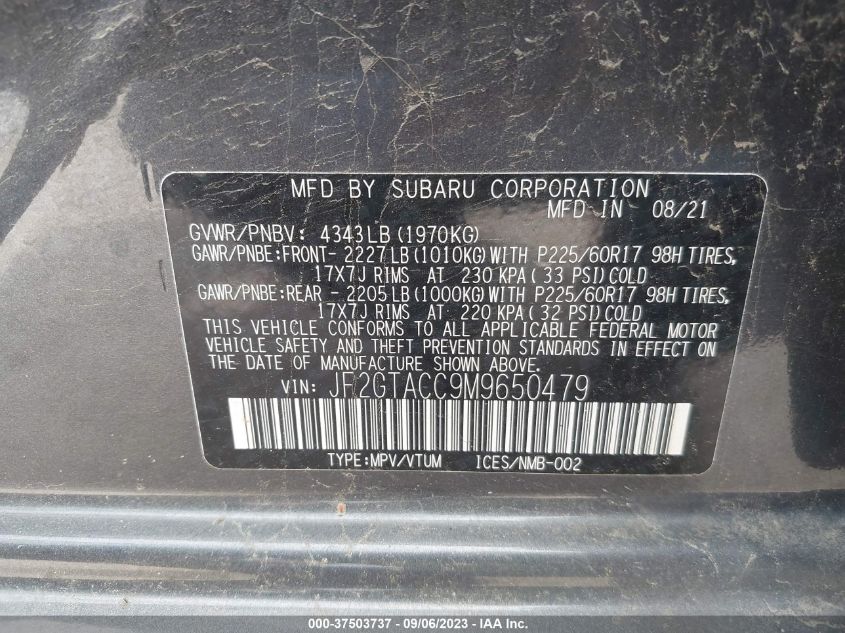 MFD BY SUBARU CORPORATION
MFD IN 08/21
GVWR/PNBV: 4343LB(1970KG)
GAWR/PNBE:FRONT- 2227LB(1010KG)WITH P225/60R17 98H TIRES,
17X7J RIMS AT 230 KPA( 33 PSI)COLD
GAWR/PNBE:REAR - 2205LB(1000KG)WITH P225/60R17 98H TIRES,
17X7J RIMS AT 220 KPA( 32 PSI)COLD
THIS VEHICLE CONFORMS TO ALL APPLICABLE FEDERAL MOTOR
VEHICLE SAFETY AND THEFT PREVENTION STANDARDS IN EFFECT ON
THE DATE OF MANUFACTURE SHOWN ABOVE.
VIN: JF2GTACC9M9650479
TYPE:MPV/VTUM ICES/NMB-002
000-37503737 - 09/06/2023 - IAA Inc.